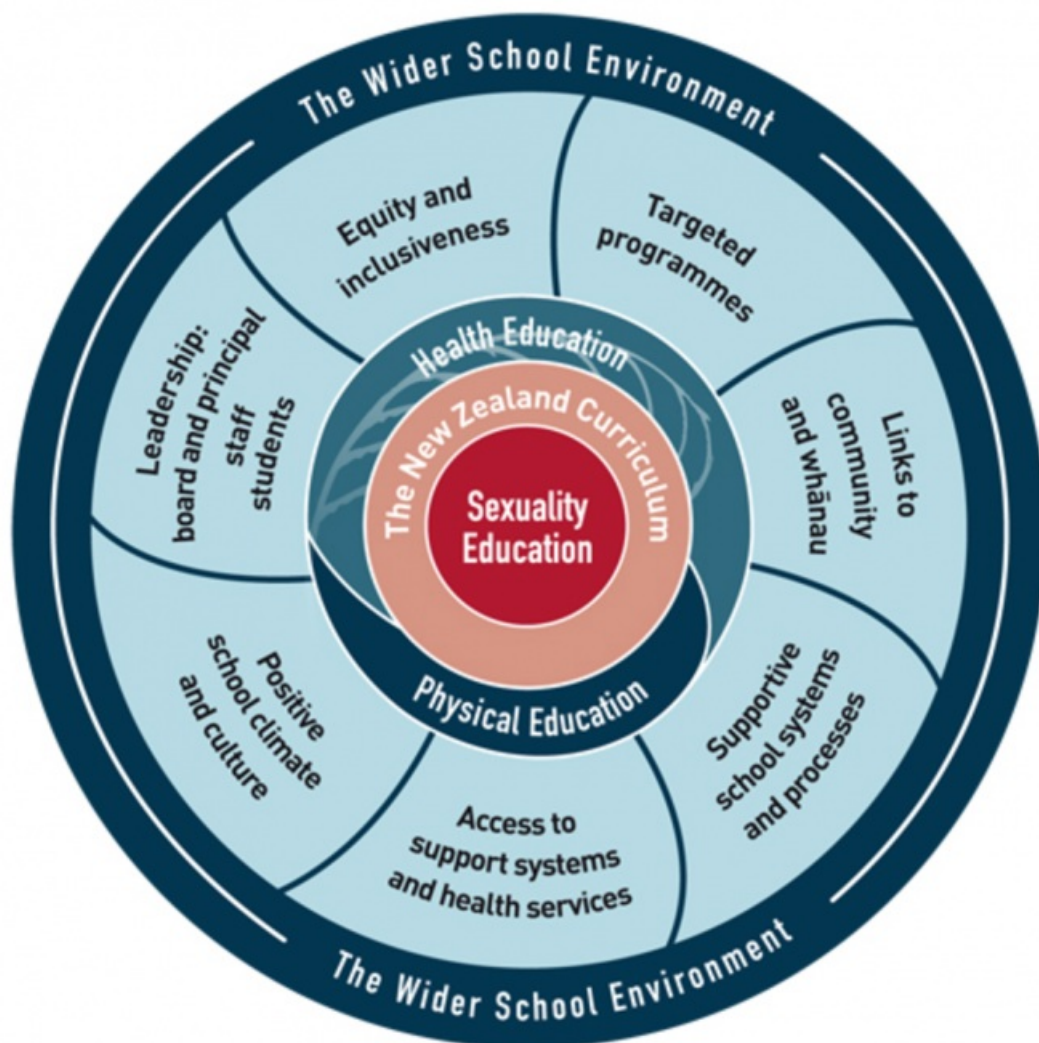 The Wider School Environment
Equity and
inclusiveness
Targeted
programmes
Links to
community
and whānau
Supportive
school systems
and processes
Access to
support systems
and health services
Positive
school climate
and culture
Leadership:
board and principal
staff
students
Health Education
The New Zealand Curriculum
Sexuality
Education
Physical Education
The Wider School Environment